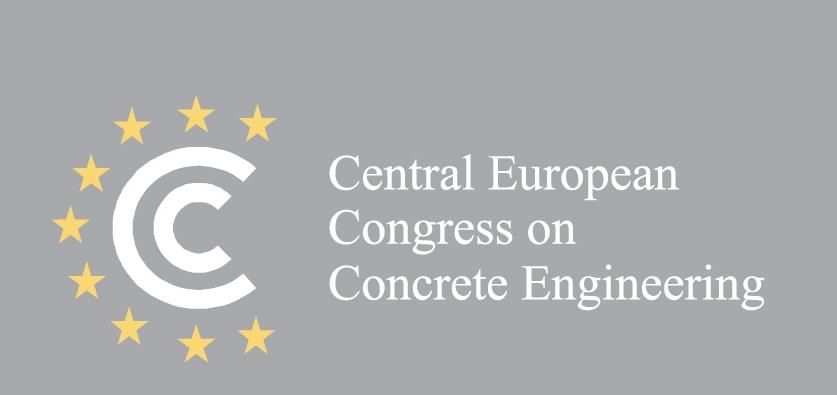 Central European
Congress on
Concrete Engineering